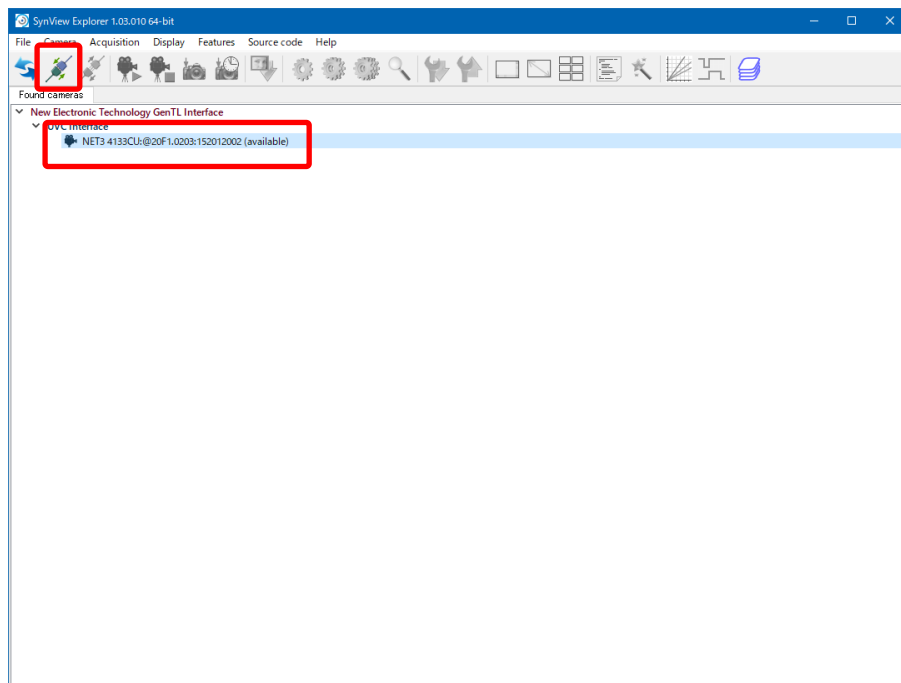 SynView Explorer 1.03.010 64-bit
File Camera Acquisition Display Features Source code Help
Found cameras
New Electronic Technology GenTL Interface
UVC Interface
NET3 4133CU:@20F1.0203:152012002 (available)